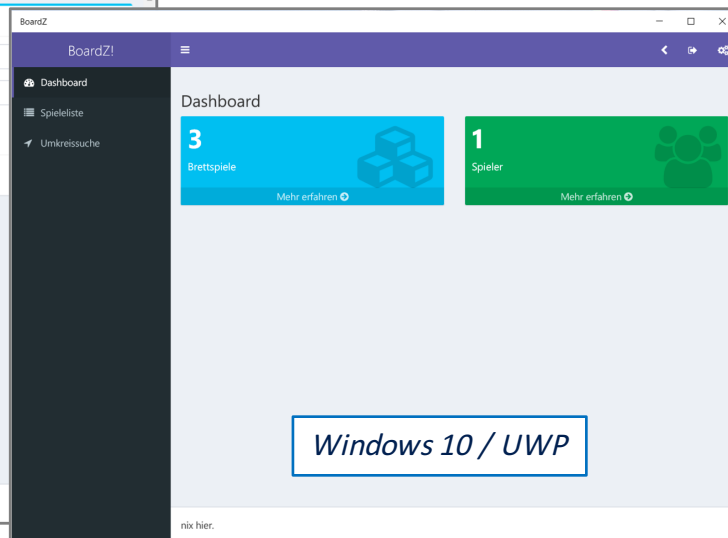 BoardZ
BoardZ!
Dashboard
Spieleliste
Umkreissuche
Dashboard
3
Brettspiele
Mehr erfahren
1
Spieler
Mehr erfahren
Windows 10 / UWP
nix hier.